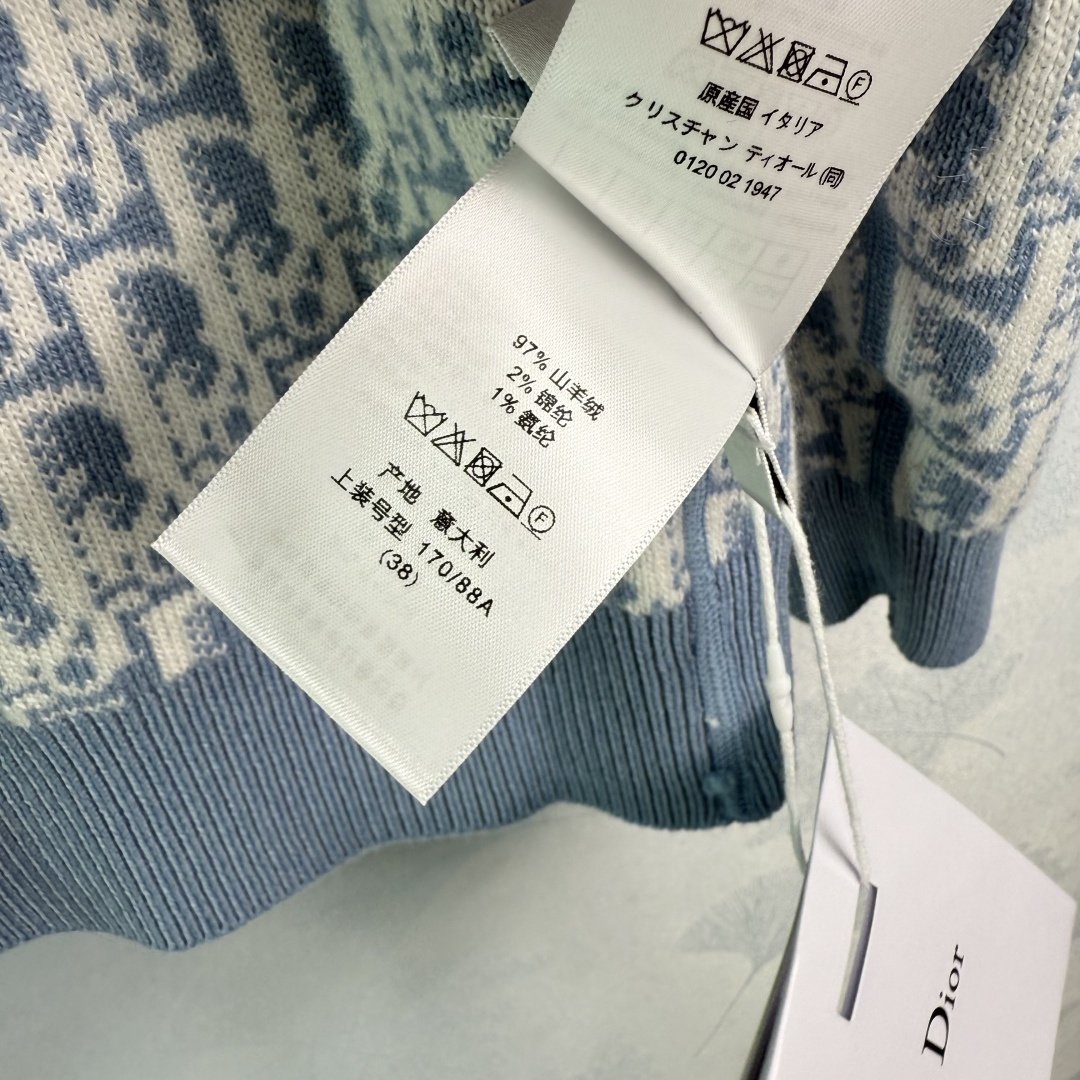 原産国 イタリア
クリスチャン ディオール (同)
0120 02 1947
97% 山羊绒
2% 锦纶
1% 氨纶
产地 意大利
上装号型 170/88A
(38)
F
F
Dior